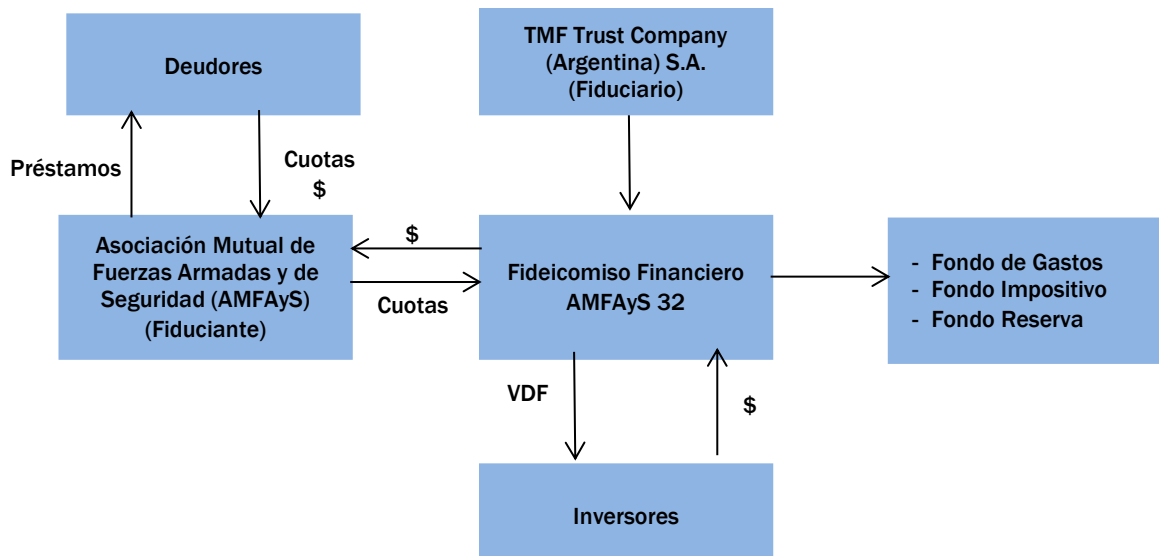 Deudores
TMF Trust Company
(Argentina) S.A.
(Fiduciario)
Préstamos
Cuotas
$
Asociación Mutual de
Fuerzas Armadas y de
Seguridad (AMFAyS)
(Fiduciante)
$
Cuotas
Fideicomiso Financiero
AMFAyS 32
- Fondo de Gastos
- Fondo Impositivo
- Fondo Reserva
VDF
$
Inversores